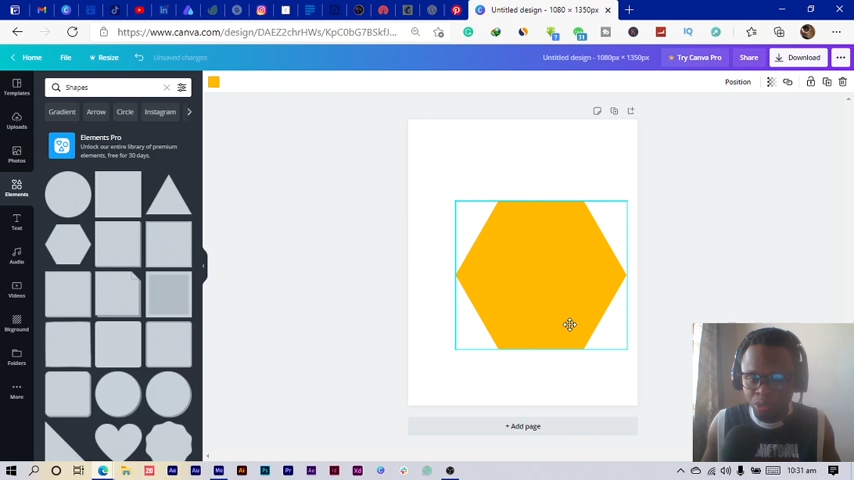 Untitled design - 1080 × 1350px
https://www.canva.com/design/DAEZ2chrHWs/KpC0bG7BSkfJ...
Home
File
Resize
Unsaved changes
Untitled design - 1080px × 1350px
Try Canva Pro
Share
Download
Templates
Uploads
Photos
Elements
Text
Audio
Videos
Bkground
Folders
More
Shapes
Gradient
Arrow
Circle
Instagram
Elements Pro
Unlock our entire library of premium
elements, free for 30 days.
Position
+ Add page
10:31 am